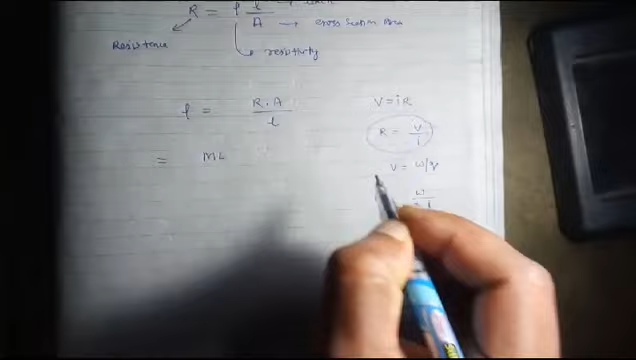 R = ρ l
A → cross section Area
Resistance
resistivity
ρ = R . A
l
V = iR
R = V
i
= ML
V = w/q
w